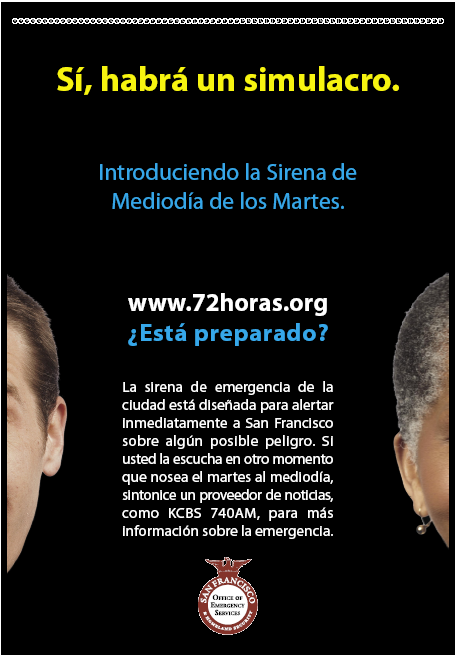 Sí, habrá un simulacro.
Introduciendo la Sirena de
Mediodía de los Martes.
www.72horas.org
¿Está preparado?
La sirena de emergencia de la
ciudad está diseñada para alertar
inmediatamente a San Francisco
sobre algún posible peligro. Si
usted la escucha en otro momento
que nosea el martes al mediodía,
sintonice un proveedor de noticias,
como KCBS 740AM, para más
información sobre la emergencia.
SAN FRANCISCO
OFFICE OF
EMERGENCY
SERVICES
& HOMELAND SECURITY